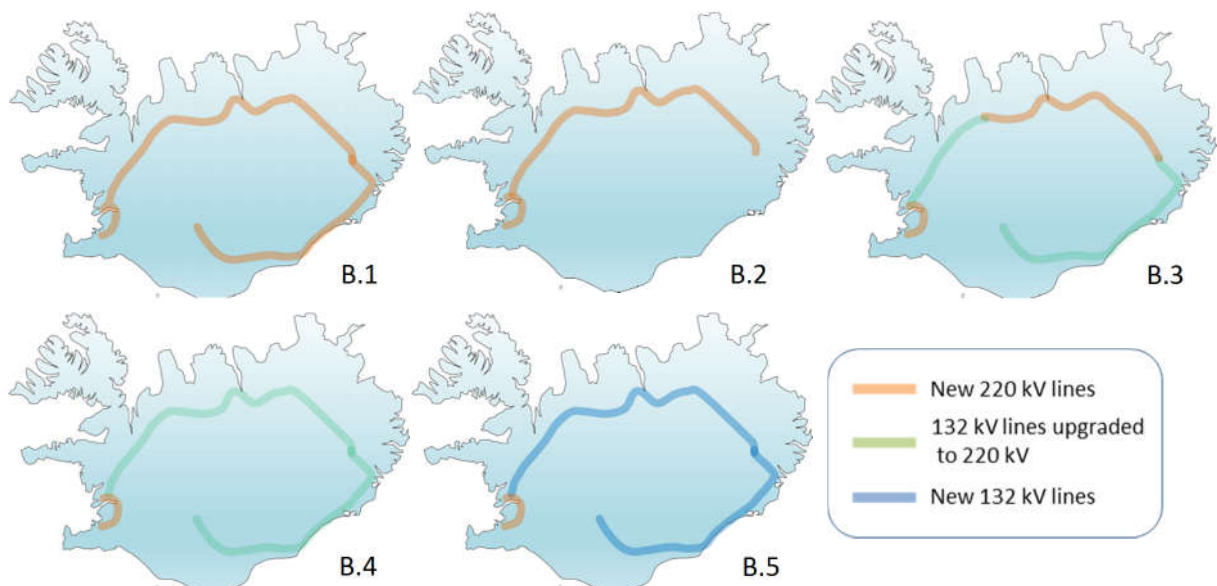 B.1
B.2
B.3
B.4
B.5
New 220 kV lines
132 kV lines upgraded
to 220 kV
New 132 kV lines